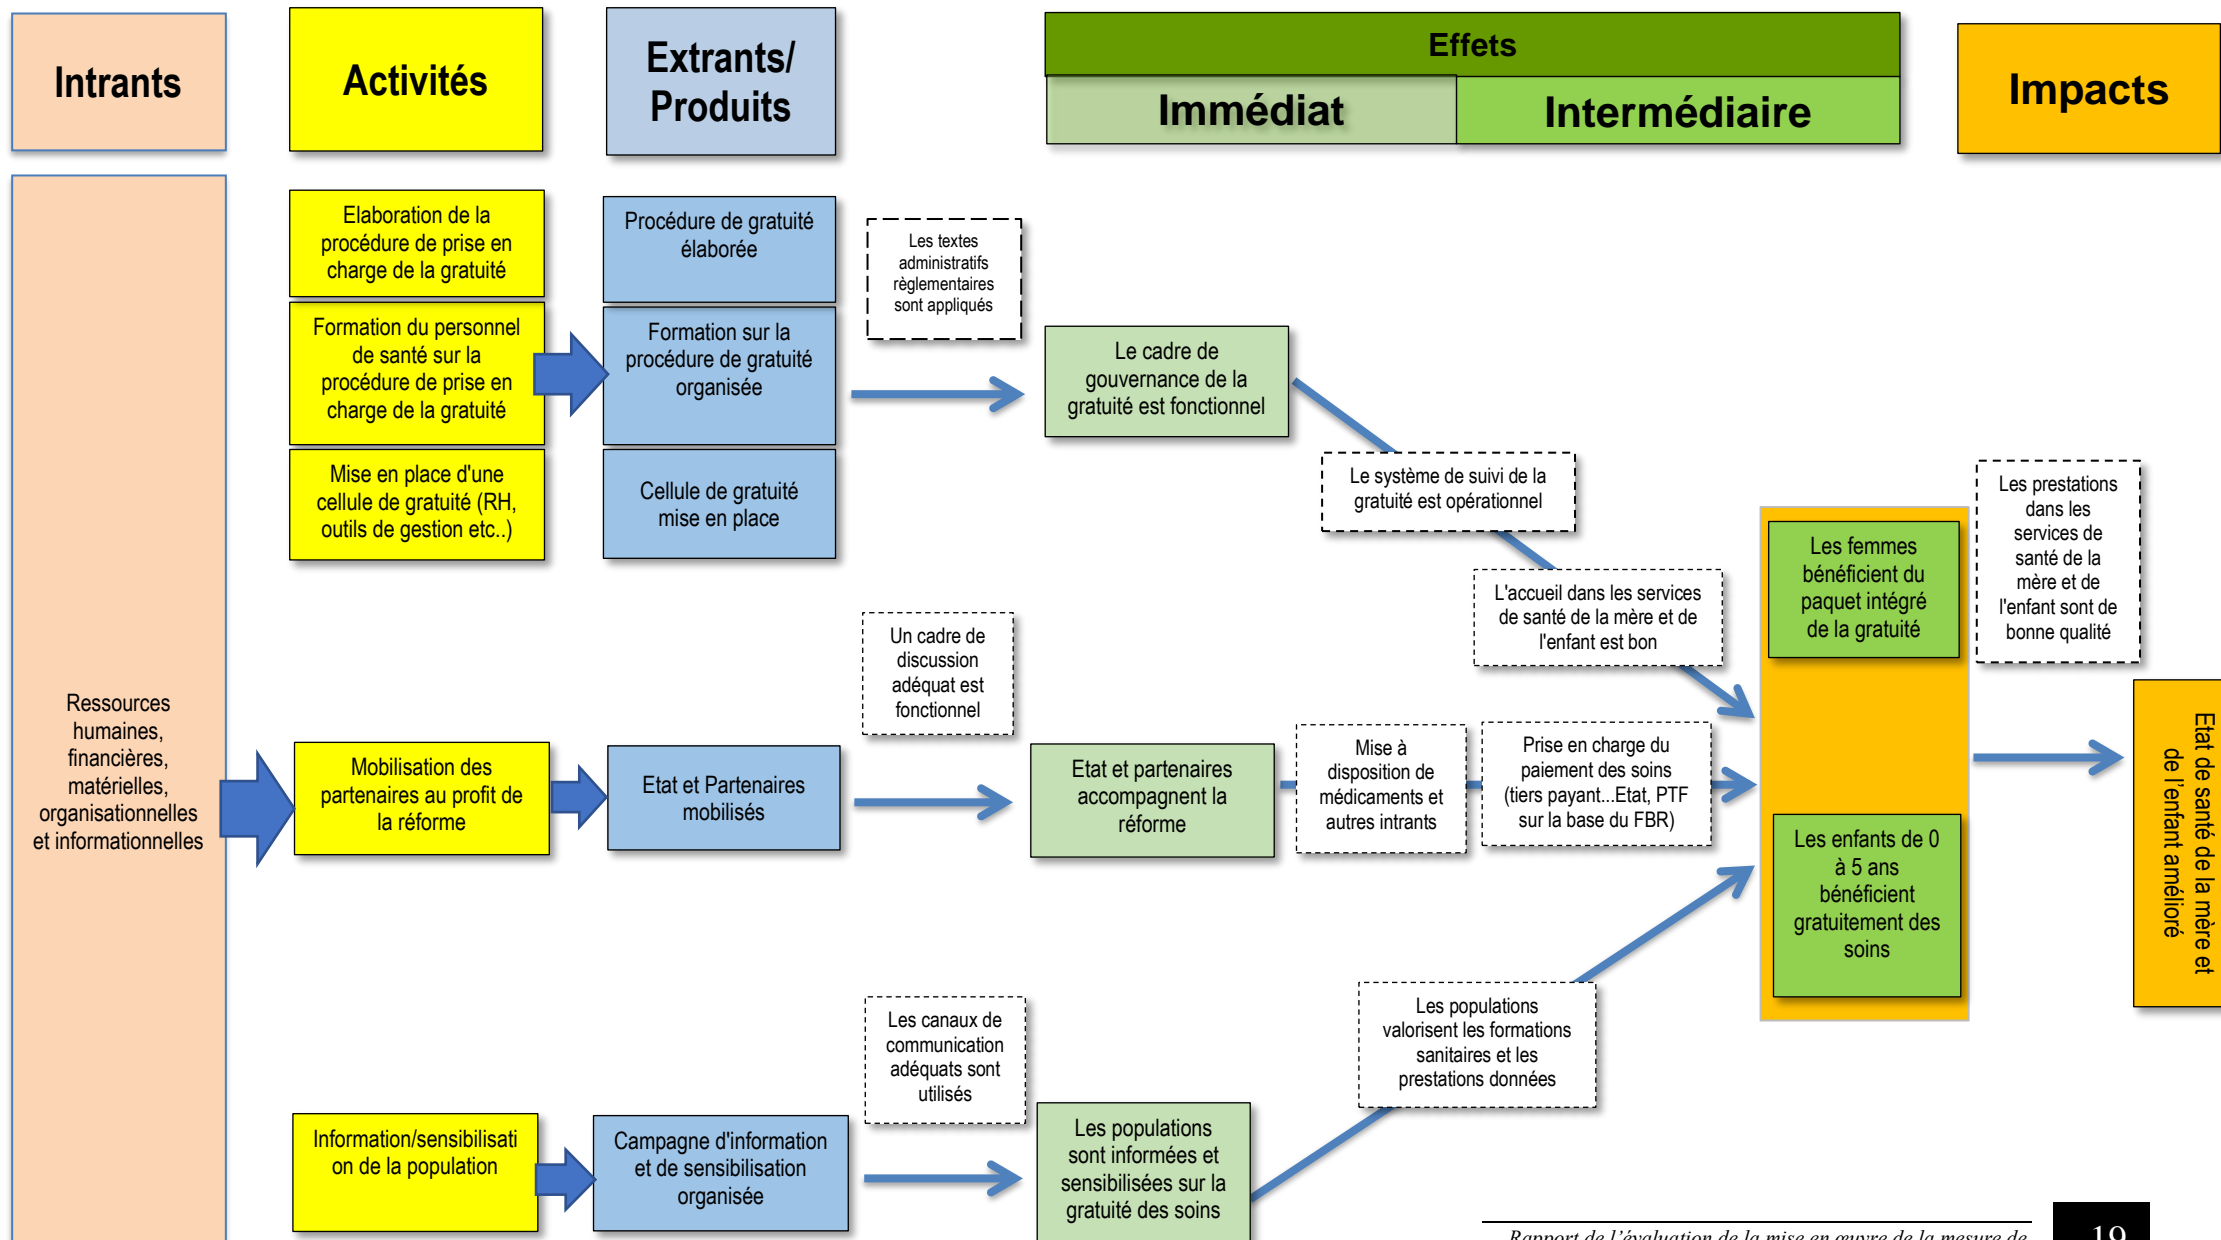 Intrants
Activités
Extrants/
Produits
Effets
Immédiat
Intermédiaire
Impacts
Ressources
humaines,
financières,
matérielles,
organisationnelles
et informationnelles
Elaboration de la
procédure de prise en
charge de la gratuité
Formation du personnel
de santé sur la
procédure de prise en
charge de la gratuité
Mise en place d'une
cellule de gratuité (RH,
outils de gestion etc..)
Procédure de gratuité
élaborée
Formation sur la
procédure de gratuité
organisée
Cellule de gratuité
mise en place
Les textes
administratifs
règlementaires
sont appliqués
Le cadre de
gouvernance de la
gratuité est fonctionnel
Le système de suivi de la
gratuité est opérationnel
L'accueil dans les services
de santé de la mère et de
l'enfant est bon
Mobilisation des
partenaires au profit de
la réforme
Etat et Partenaires
mobilisés
Un cadre de
discussion
adéquat est
fonctionnel
Etat et partenaires
accompagnent la
réforme
Mise à
disposition de
médicaments et
autres intrants
Prise en charge du
paiement des soins
(tiers payant...Etat, PTF
sur la base du FBR)
Les femmes
bénéficient du
paquet intégré
de la gratuité
Les enfants de 0
à 5 ans
bénéficient
gratuitement des
soins
Les prestations
dans les
services de
santé de la
mère et de
l'enfant sont de
bonne qualité
Etat de santé de la mère et
de l'enfant amélioré
Information/sensibilisati
on de la population
Campagne d'information
et de sensibilisation
organisée
Les canaux de
communication
adéquats sont
utilisés
Les populations
sont informées et
sensibilisées sur la
gratuité des soins
Les populations
valorisent les formations
sanitaires et les
prestations données
Rapport de l'évaluation de la mise en œuvre de la mesure de
19